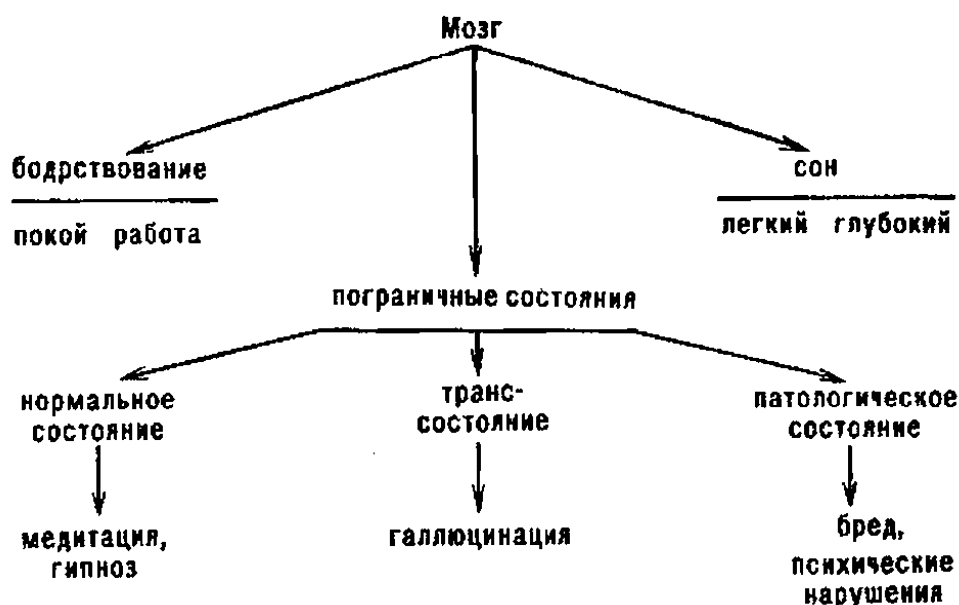 Мозг
бодрствование
покой работа
сон
легкий глубокий
пограничные состояния
нормальное
состояние
транс-
состояние
патологическое
состояние
медитация,
гипноз
галлюцинация
бред,
психические
нарушения